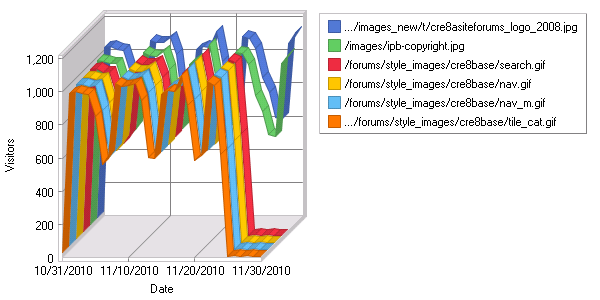 .../images_new/t/cre8asiteforums_logo_2008.jpg
/images/ipb-copyright.jpg
/forums/style_images/cre8base/search.gif
/forums/style_images/cre8base/nav.gif
/forums/style_images/cre8base/nav_m.gif
.../forums/style_images/cre8base/tile_cat.gif
Visitors
1,200
1,000
800
600
400
200
0
10/31/2010 11/10/2010 11/20/2010 11/30/2010
Date